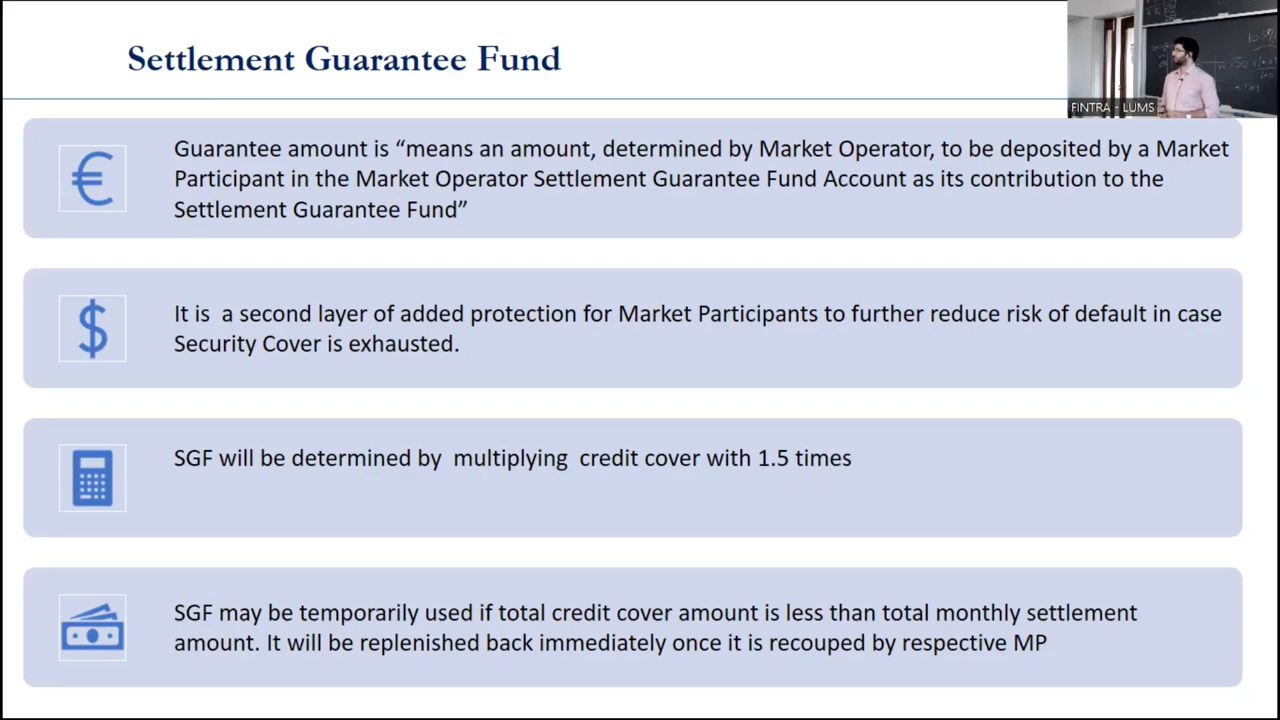 Settlement Guarantee Fund
FINTRA - LUMS
Guarantee amount is “means an amount, determined by Market Operator, to be deposited by a Market
Participant in the Market Operator Settlement Guarantee Fund Account as its contribution to the
Settlement Guarantee Fund”
It is  a second layer of added protection for Market Participants to further reduce risk of default in case
Security Cover is exhausted.
SGF will be determined by  multiplying  credit cover with 1.5 times
SGF may be temporarily used if total credit cover amount is less than total monthly settlement
amount. It will be replenished back immediately once it is recouped by respective MP